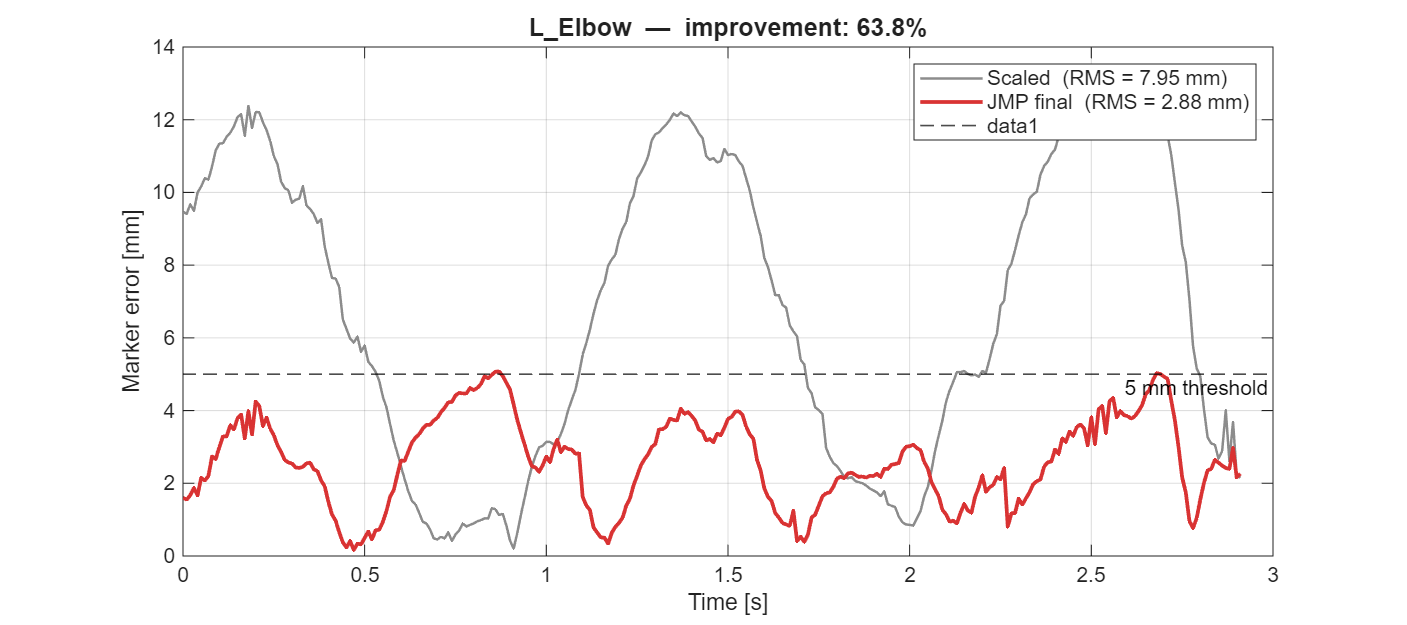 L_Elbow — improvement: 63.8%
14
12
10
8
6
4
2
0
Marker error [mm]
Scaled (RMS = 7.95 mm)
JMP final (RMS = 2.88 mm)
data1
5 mm threshold
0 0.5 1 1.5 2 2.5 3
Time [s]